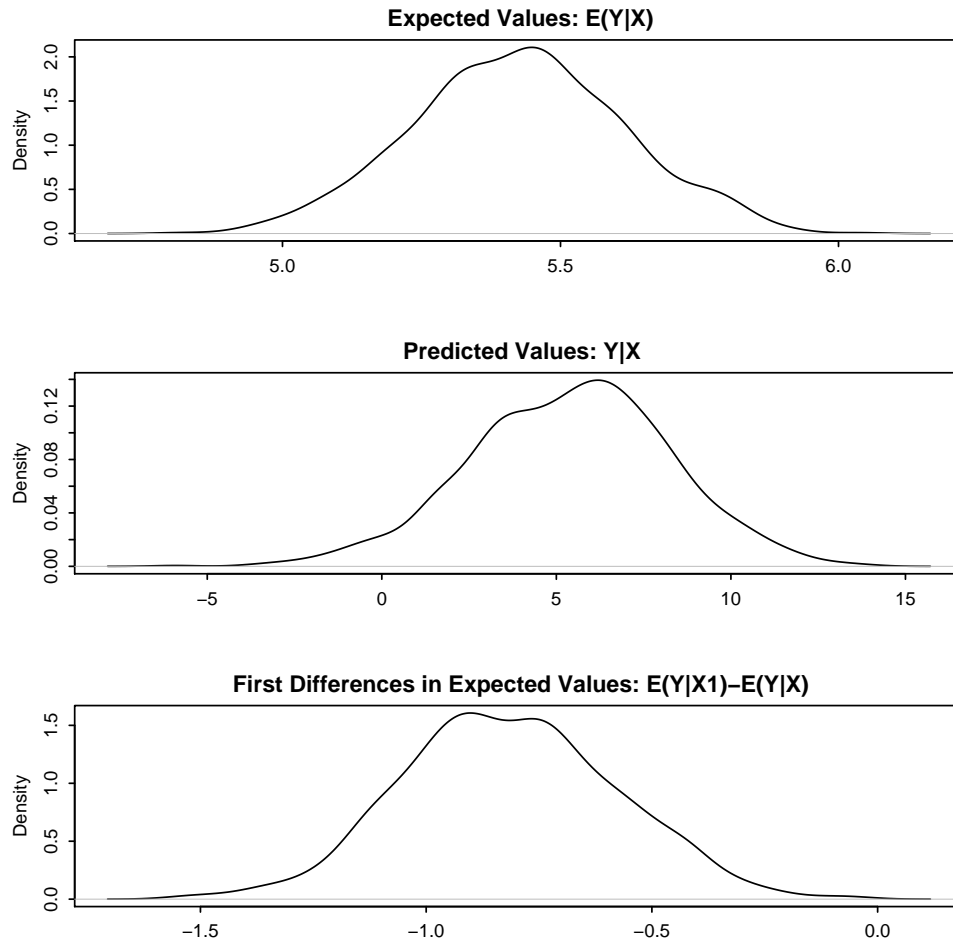 Expected Values: E(Y|X)
Density
0.0 0.5 1.0 1.5 2.0
5.0 5.5 6.0
Predicted Values: Y|X
Density
0.00 0.04 0.08 0.12
−5 0 5 10 15
First Differences in Expected Values: E(Y|X1)−E(Y|X)
Density
0.0 0.5 1.0 1.5
−1.5 −1.0 −0.5 0.0